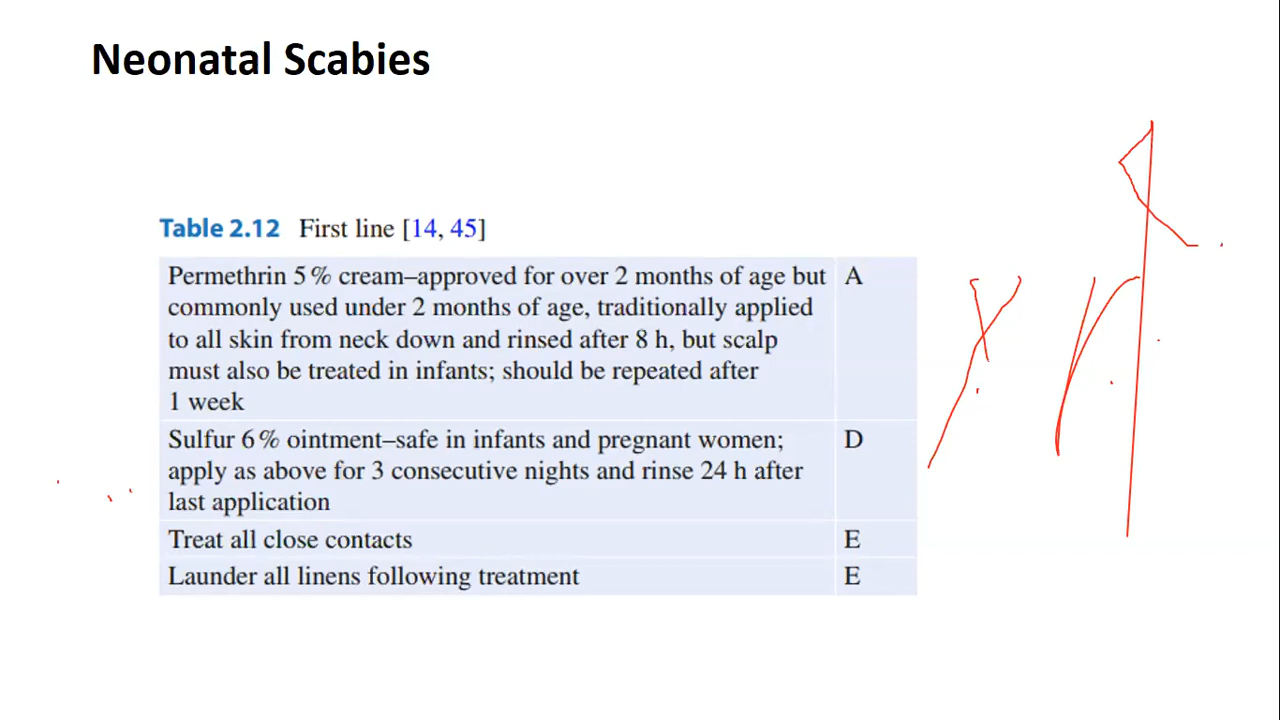 Neonatal Scabies
Table 2.12 First line [14, 45]
Permethrin 5 % cream–approved for over 2 months of age but A
commonly used under 2 months of age, traditionally applied
to all skin from neck down and rinsed after 8 h, but scalp
must also be treated in infants; should be repeated after
1 week
Sulfur 6 % ointment–safe in infants and pregnant women; D
apply as above for 3 consecutive nights and rinse 24 h after
last application
Treat all close contacts E
Launder all linens following treatment E